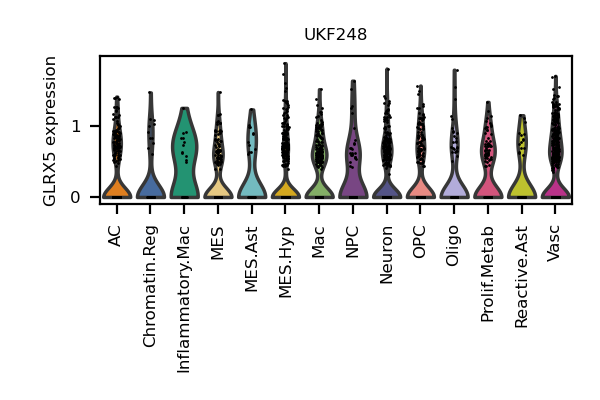 UKF248
GLRX5 expression
1
0
AC
Chromatin.Reg
Inflammatory.Mac
MES
MES.Ast
MES.Hyp
Mac
NPC
Neuron
OPC
Oligo
Prolif.Metab
Reactive.Ast
Vasc